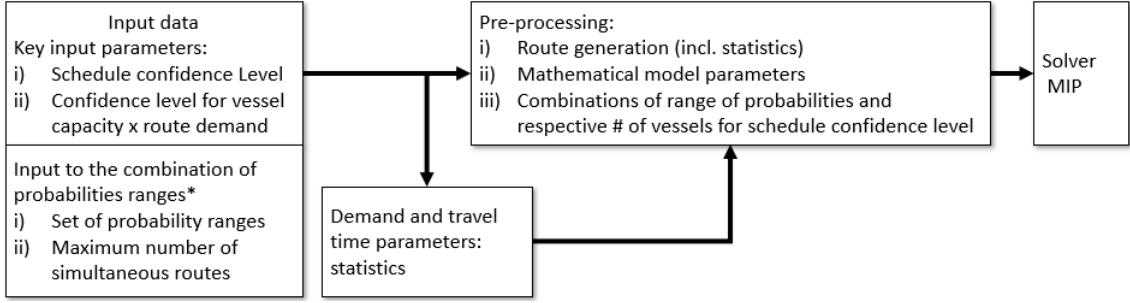 Input data
Key input parameters:
i) Schedule confidence Level
ii) Confidence level for vessel
capacity x route demand
Input to the combination of
probabilities ranges*
i) Set of probability ranges
ii) Maximum number of
simultaneous routes
Demand and travel
time parameters:
statistics
Pre-processing:
i) Route generation (incl. statistics)
ii) Mathematical model parameters
iii) Combinations of range of probabilities and
respective # of vessels for schedule confidence level
Solver
MIP